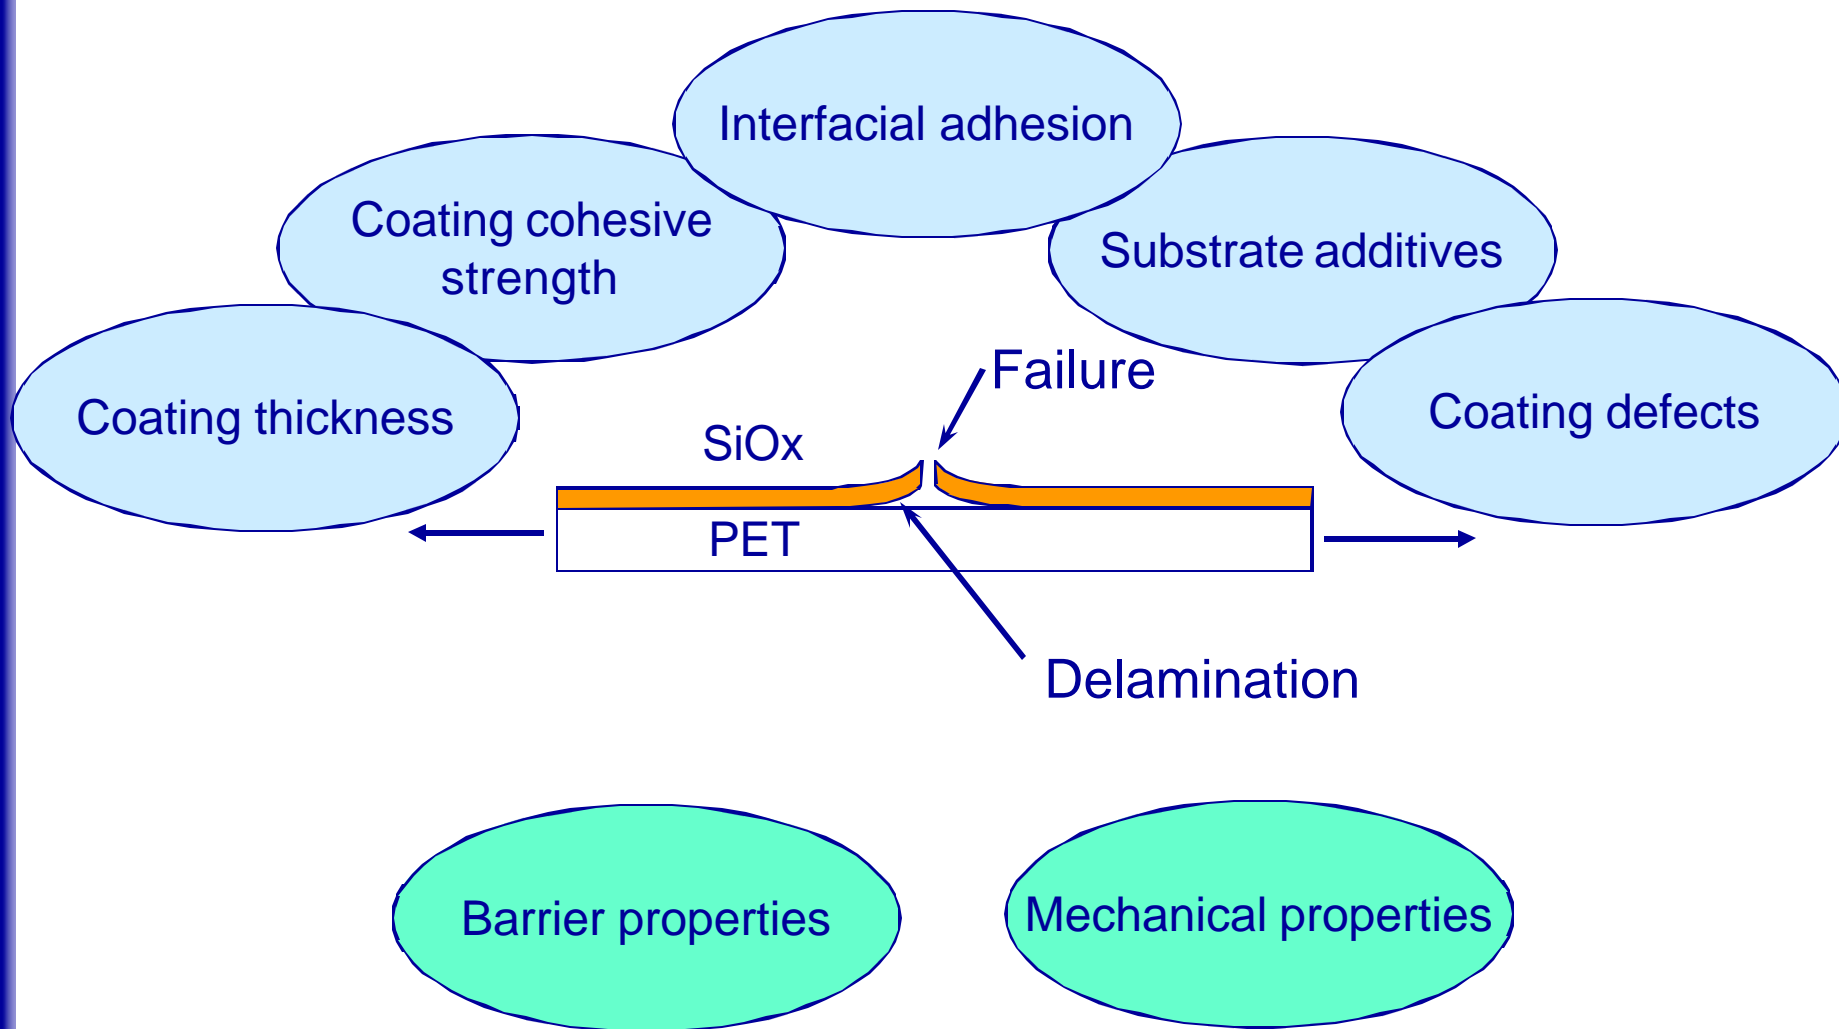 Interfacial adhesion
Coating cohesive
strength
Substrate additives
Coating thickness
Failure
Coating defects
SiOx
PET
Delamination
Barrier properties
Mechanical properties